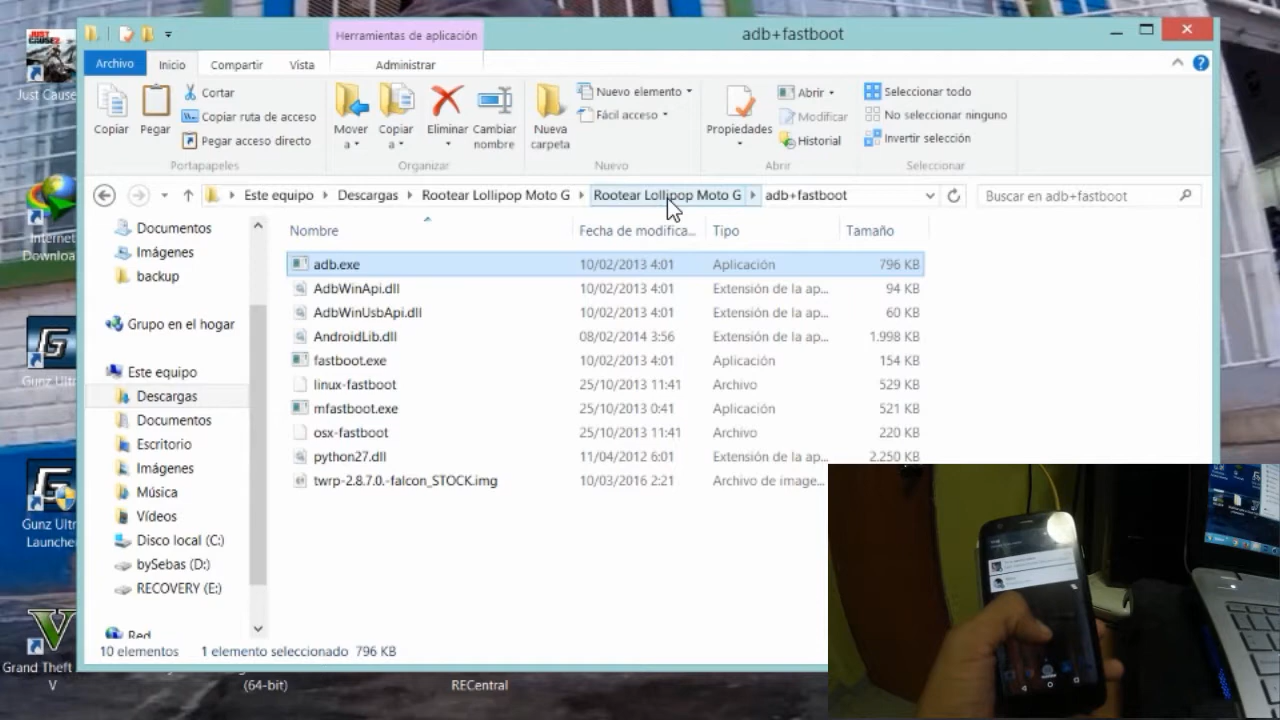 Herramientas de aplicación
adb+fastboot
Archivo
Inicio
Compartir
Vista
Administrar
Copiar
Pegar
Cortar
Copiar ruta de acceso
Pegar acceso directo
Portapapeles
Mover a
Copiar a
Eliminar
Cambiar nombre
Organizar
Nueva carpeta
Nuevo elemento
Fácil acceso
Nuevo
Propiedades
Abrir
Modificar
Historial
Abrir
Seleccionar todo
No seleccionar ninguno
Invertir selección
Seleccionar
Este equipo
Descargas
Rootear Lollipop Moto G
Rootear Lollipop Moto G
adb+fastboot
Buscar en adb+fastboot
Documentos
Imágenes
backup
Grupo en el hogar
Este equipo
Descargas
Documentos
Escritorio
Imágenes
Música
Vídeos
Disco local (C:)
bySebas (D:)
RECOVERY (E:)
Red
Nombre Fecha de modifica... Tipo Tamaño
adb.exe 10/02/2013 4:01 Aplicación 796 KB
AdbWinApi.dll 10/02/2013 4:01 Extensión de la ap... 94 KB
AdbWinUsbApi.dll 10/02/2013 4:01 Extensión de la ap... 60 KB
AndroidLib.dll 08/02/2014 3:56 Extensión de la ap... 1.998 KB
fastboot.exe 10/02/2013 4:01 Aplicación 154 KB
linux-fastboot 25/10/2013 11:41 Archivo 529 KB
mfastboot.exe 25/10/2013 0:41 Aplicación 521 KB
osx-fastboot 25/10/2013 11:41 Archivo 220 KB
python27.dll 11/04/2012 6:01 Extensión de la ap... 2.250 KB
twrp-2.8.7.0.-falcon_STOCK.img 10/03/2016 2:21 Archivo de image...
10 elementos 1 elemento seleccionado 796 KB
JUST CAUSE 2
Just Cause
Internet
Downloa
Gunz Ultr
Gunz Ultr
Launcher
Grand Theft
V
(64-bit)
RECentral